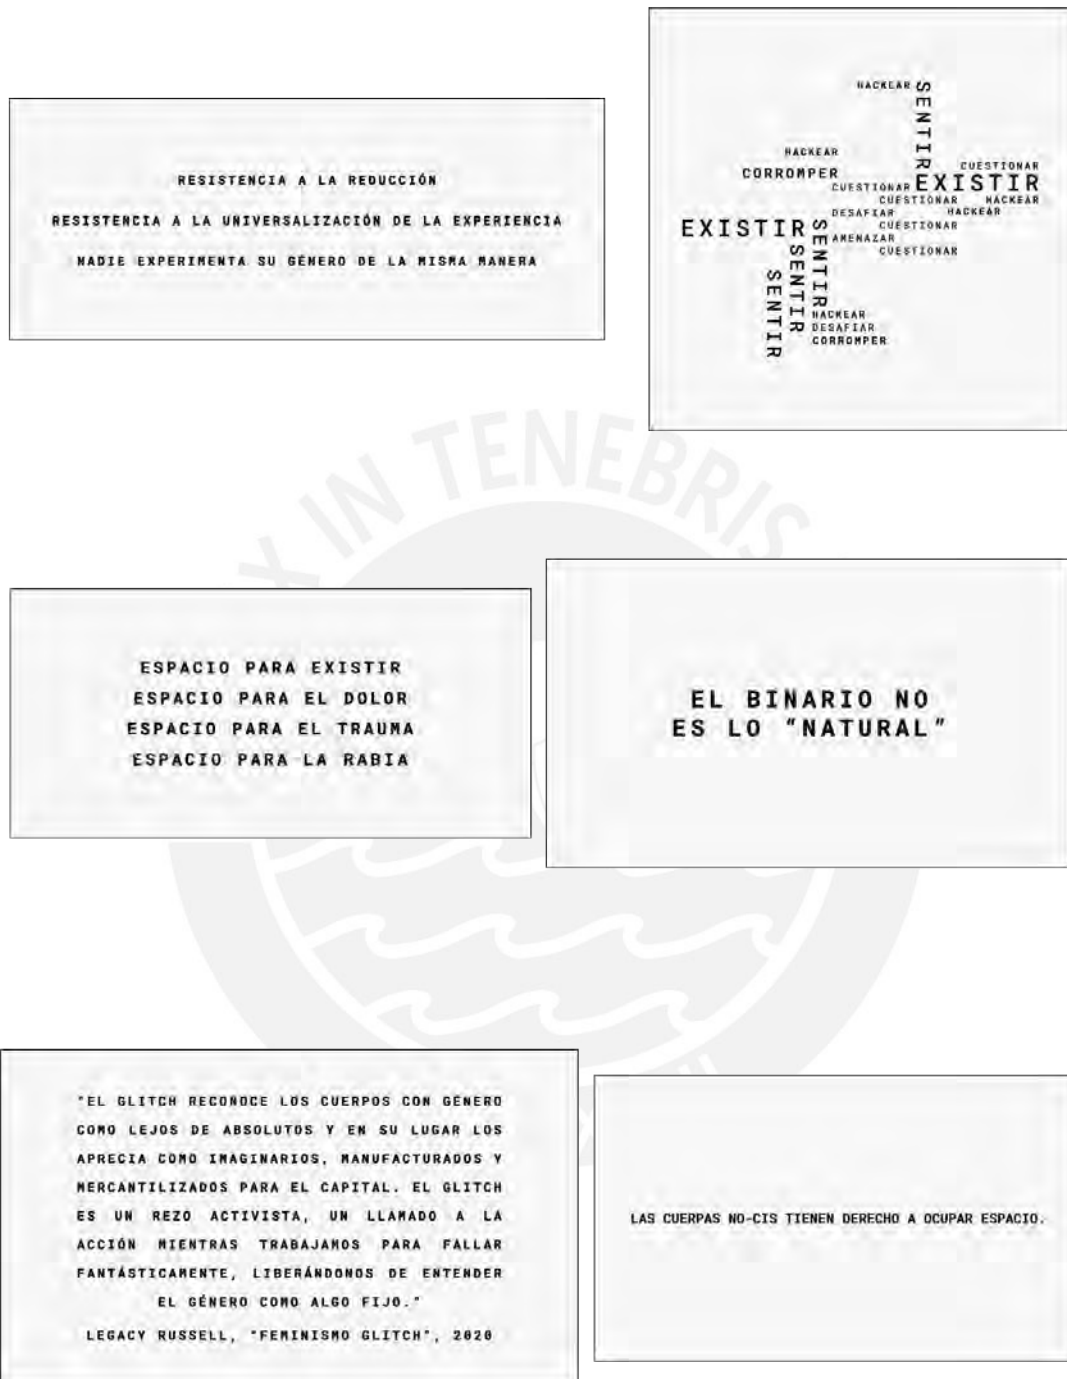 RESISTENCIA A LA REDUCCIÓN
RESISTENCIA A LA UNIVERSALIZACIÓN DE LA EXPERIENCIA
NADIE EXPERIMENTA SU GÉNERO DE LA MISMA MANERA
HACKEAR
SENTIR
HACKEAR
CORROMPER
CUESTIONAR
CUESTIONAR
EXISTIR
CUESTIONAR
HACKEAR
DESAFIAR
HACKEAR
EXISTIR
SENTIR
CUESTIONAR
AMENAZAR
CUESTIONAR
SENTIR
SENTIR
HACKEAR
DESAFIAR
CORROMPER
X IN TENEBRIS
ESPACIO PARA EXISTIR
ESPACIO PARA EL DOLOR
ESPACIO PARA EL TRAUMA
ESPACIO PARA LA RABIA
EL BINARIO NO
ES LO "NATURAL"
"EL GLITCH RECONOCE LOS CUERPOS CON GÉNERO
COMO LEJOS DE ABSOLUTOS Y EN SU LUGAR LOS
APRECIA COMO IMAGINARIOS, MANUFACTURADOS Y
MERCANTILIZADOS PARA EL CAPITAL. EL GLITCH
ES UN REZO ACTIVISTA, UN LLAMADO A LA
ACCIÓN MIENTRAS TRABAJAMOS PARA FALLAR
FANTÁSTICAMENTE, LIBERÁNDONOS DE ENTENDER
EL GÉNERO COMO ALGO FIJO."
LEGACY RUSSELL, "FEMINISMO GLITCH", 2020
LAS CUERPAS NO-CIS TIENEN DERECHO A OCUPAR ESPACIO.